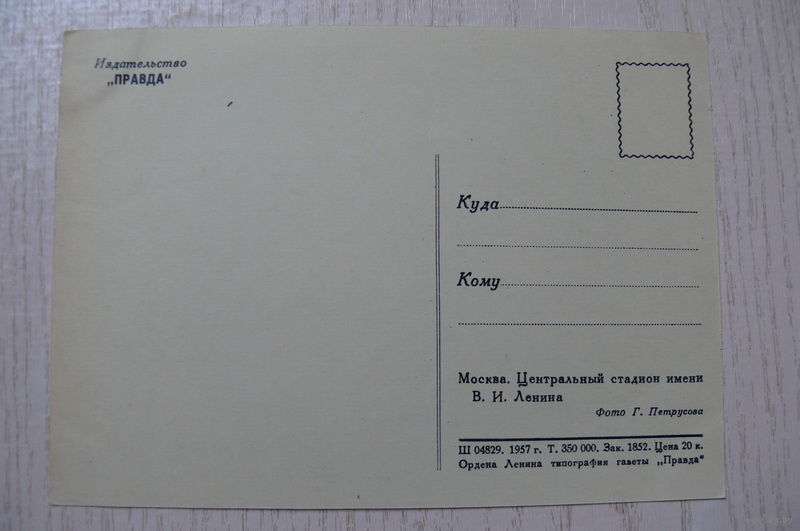 Издательство
„ПРАВДА“
Куда
Кому
Москва. Центральный стадион имени
В. И. Ленина
Фото Г. Петрусова
Ш 04829. 1957 г. Т. 350 000. Зак. 1852. Цена 20 к.
Ордена Ленина типография газеты „Правда“